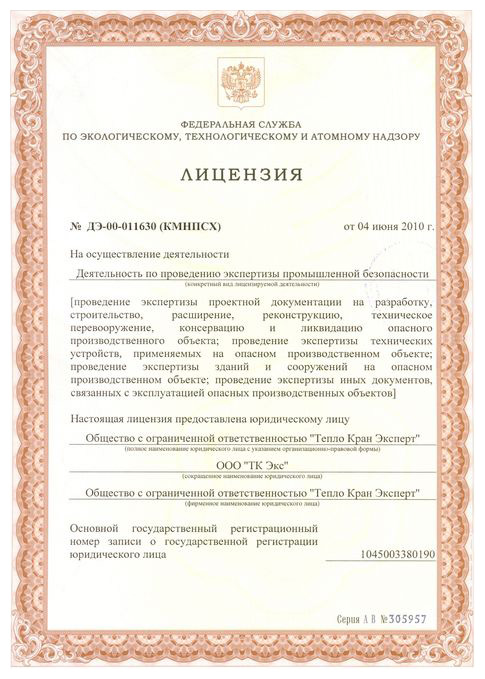 ФЕДЕРАЛЬНАЯ СЛУЖБА
ПО ЭКОЛОГИЧЕСКОМУ, ТЕХНОЛОГИЧЕСКОМУ И АТОМНОМУ НАДЗОРУ
ЛИЦЕНЗИЯ
№ ДЭ-00-011630 (КМНПСХ) от 04 июня 2010 г.
На осуществление деятельности
Деятельность по проведению экспертизы промышленной безопасности
(конкретный вид лицензируемой деятельности)
[проведение экспертизы проектной документации на разработку,
строительство, расширение, реконструкцию, техническое
перевооружение, консервацию и ликвидацию опасного
производственного объекта; проведение экспертизы технических
устройств, применяемых на опасном производственном объекте;
проведение экспертизы зданий и сооружений на опасном
производственном объекте; проведение экспертизы иных документов,
связанных с эксплуатацией опасных производственных объектов]
Настоящая лицензия предоставлена юридическому лицу
Общество с ограниченной ответственностью "Тепло Кран Эксперт"
(полное наименование юридического лица с указанием организационно-правовой формы)
ООО "ТК Экс"
(сокращенное наименование юридического лица)
Общество с ограниченной ответственностью "Тепло Кран Эксперт"
(фирменное наименование юридического лица)
Основной государственный регистрационный
номер записи о государственной регистрации
юридического лица 1045003380190
Серия А В №305957